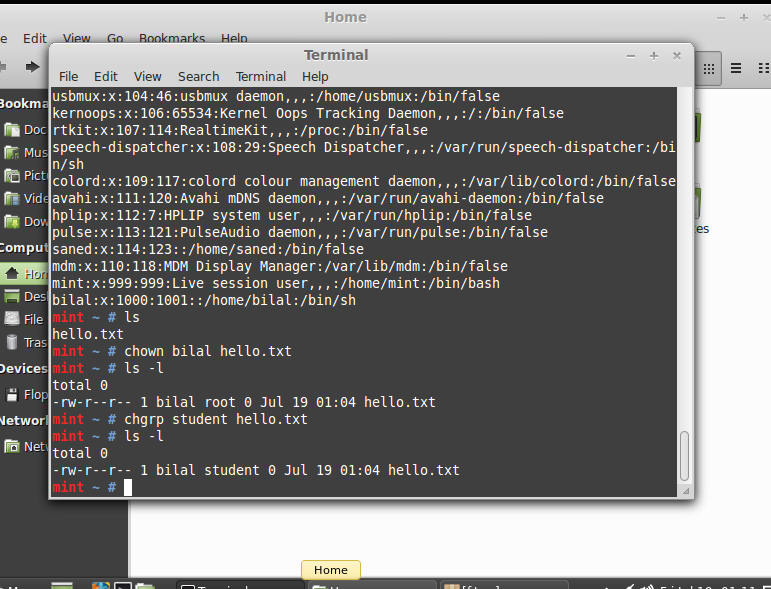 Home
Edit View Go Bookmarks Help
Terminal
File Edit View Search Terminal Help
usbmux:x:104:46:usbmux daemon,,,:/home/usbmux:/bin/false
kernoops:x:106:65534:Kernel Oops Tracking Daemon,,,:/:/bin/false
rtkit:x:107:114:RealtimeKit,,,:/proc:/bin/false
speech-dispatcher:x:108:29:Speech Dispatcher,,,:/var/run/speech-dispatcher:/bi
n/sh
colord:x:109:117:colord colour management daemon,,,:/var/lib/colord:/bin/false
avahi:x:111:120:Avahi mDNS daemon,,,:/var/run/avahi-daemon:/bin/false
hplip:x:112:7:HPLIP system user,,,:/var/run/hplip:/bin/false
pulse:x:113:121:PulseAudio daemon,,,:/var/run/pulse:/bin/false
saned:x:114:123::/home/saned:/bin/false
mdm:x:110:118:MDM Display Manager:/var/lib/mdm:/bin/false
mint:x:999:999:Live session user,,,:/home/mint:/bin/bash
bilal:x:1000:1001::/home/bilal:/bin/sh
mint ~ # ls
hello.txt
mint ~ # chown bilal hello.txt
mint ~ # ls -l
total 0
-rw-r--r-- 1 bilal root 0 Jul 19 01:04 hello.txt
mint ~ # chgrp student hello.txt
mint ~ # ls -l
total 0
-rw-r--r-- 1 bilal student 0 Jul 19 01:04 hello.txt
mint ~ #
Bookma
Doc
Mus
Pict
Vide
Dow
Comput
Hon
Des
File
Tras
Devices
Flop
Network
Net
es
Home